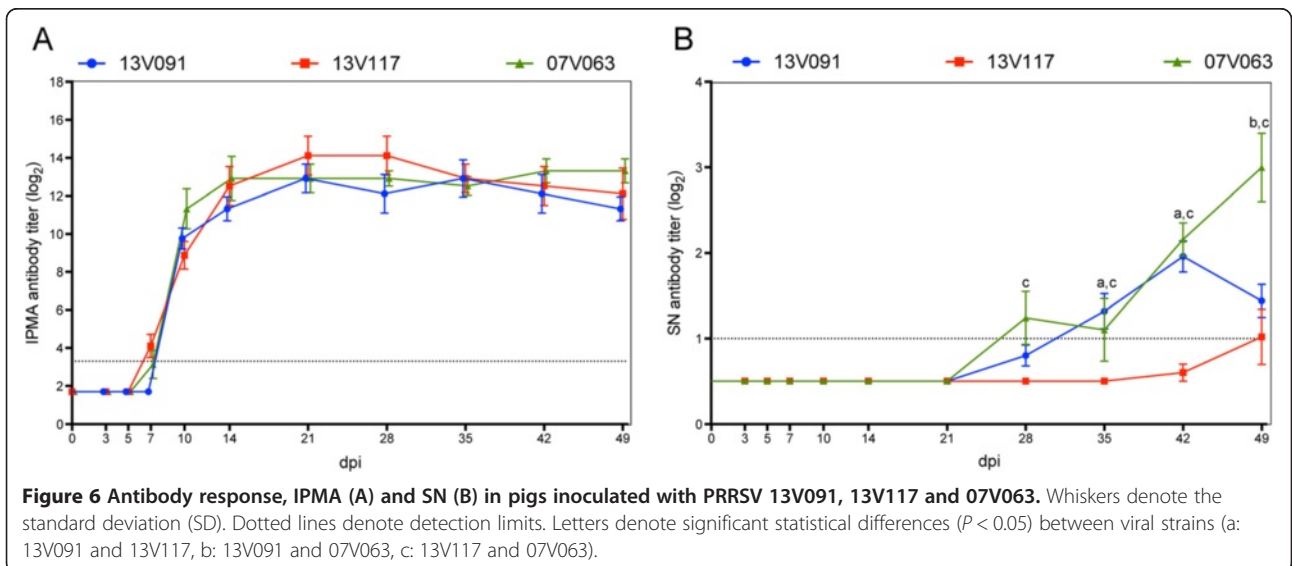 A
13V091 13V117 07V063
18
16
14
12
10
8
6
4
2
0
IPMA antibody titer (log2)
0 3 5 7 10 14 21 28 35 42 49
dpi
B
13V091 13V117 07V063
4
3
2
1
0
SN antibody titer (log2)
c
a,c
a,c
b,c
0 3 5 7 10 14 21 28 35 42 49
dpi
Figure 6 Antibody response, IPMA (A) and SN (B) in pigs inoculated with PRRSV 13V091, 13V117 and 07V063. Whiskers denote the
standard deviation (SD). Dotted lines denote detection limits. Letters denote significant statistical differences (P < 0.05) between viral strains (a:
13V091 and 13V117, b: 13V091 and 07V063, c: 13V117 and 07V063).